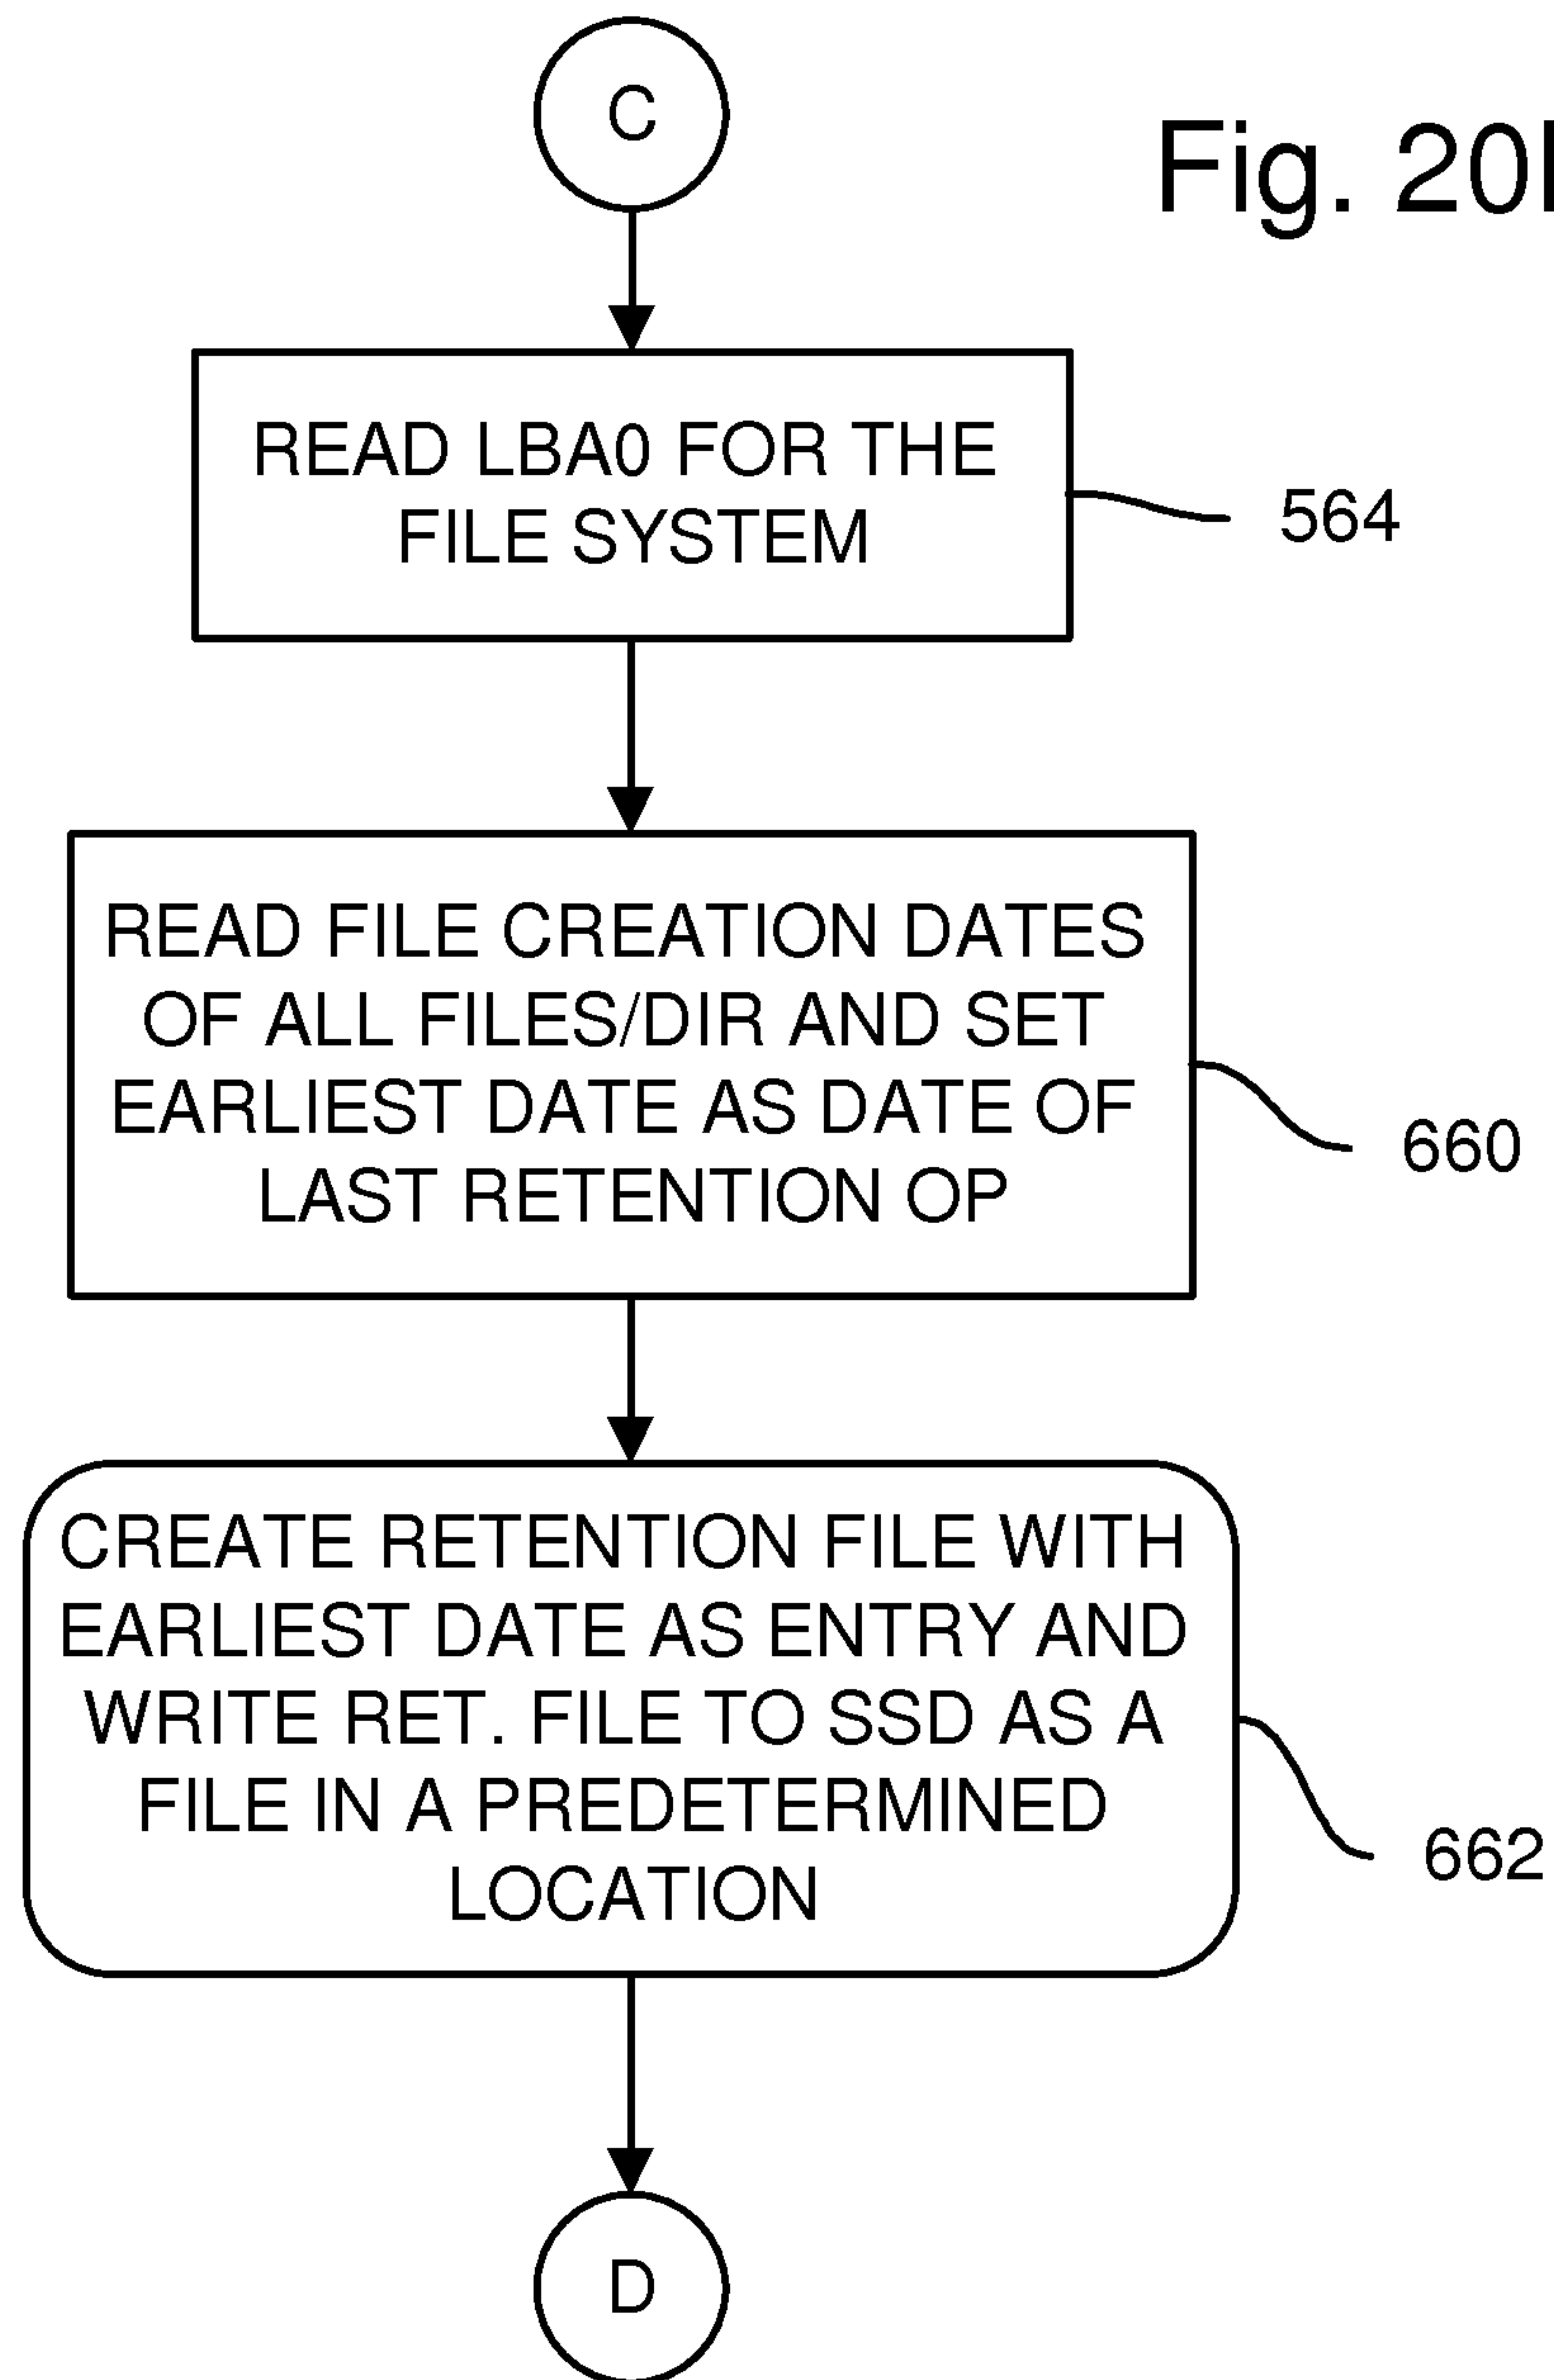 C
Fig. 20
READ LBA0 FOR THE
FILE SYSTEM
564
READ FILE CREATION DATES
OF ALL FILES/DIR AND SET
EARLIEST DATE AS DATE OF
LAST RETENTION OP
660
CREATE RETENTION FILE WITH
EARLIEST DATE AS ENTRY AND
WRITE RET. FILE TO SSD AS A
FILE IN A PREDETERMINED
LOCATION
662
D